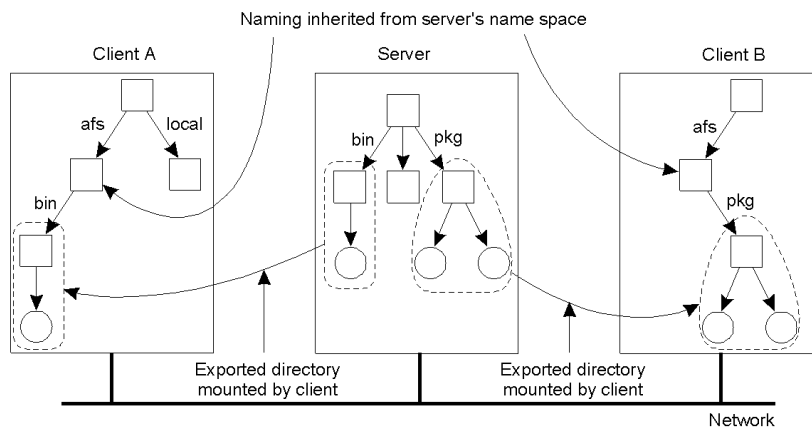 Naming inherited from server's name space
Client A
Server
Client B
afs
local
bin
pkg
afs
bin
pkg
Exported directory
mounted by client
Exported directory
mounted by client
Network